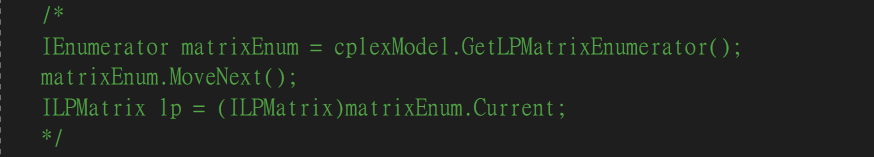 /*
IEnumerator matrixEnum = cplexModel.GetLPMatrixEnumerator();
matrixEnum.MoveNext();
ILPMatrix lp = (ILPMatrix)matrixEnum.Current;
*/